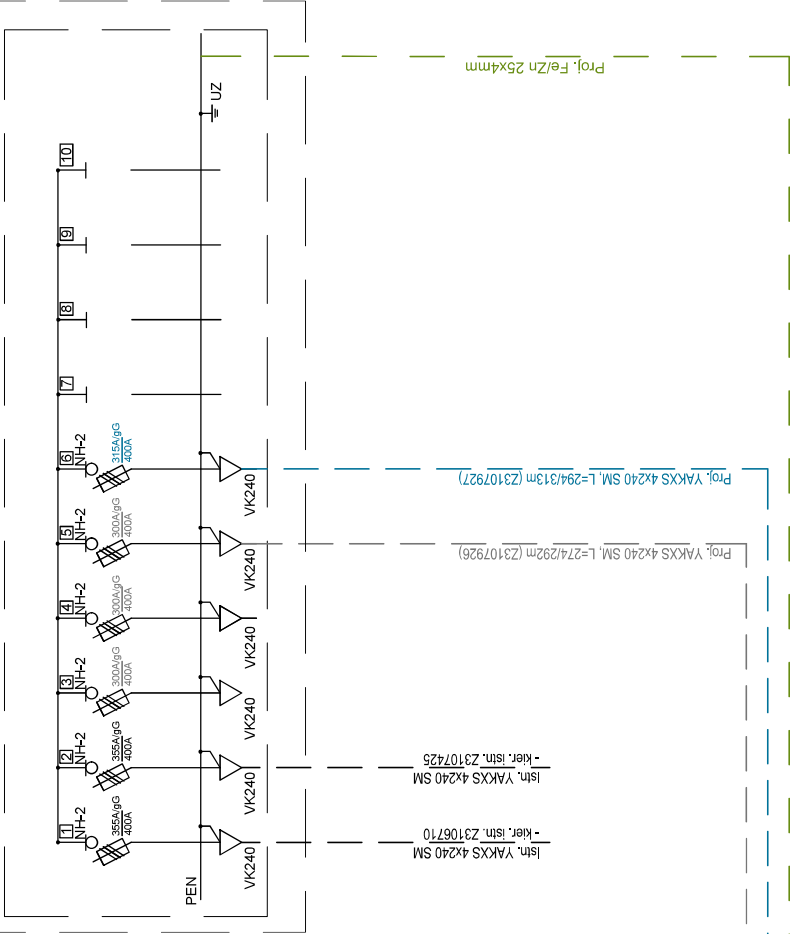 Proj. Fe/Zn 25x4mm
UZ
10
9
8
7
6
NH-2
315A/gG
400A
VK240
Proj. YAKXS 4x240 SM, L=294/313m (Z3107927)
5
NH-2
300A/gG
400A
VK240
Proj. YAKXS 4x240 SM, L=274/292m (Z3107926)
4
NH-2
300A/gG
400A
VK240
3
NH-2
300A/gG
400A
VK240
2
NH-2
355A/gG
400A
VK240
Istn. YAKXS 4x240 SM
- kier. istn. Z3107425
1
NH-2
355A/gG
400A
VK240
Istn. YAKXS 4x240 SM
- kier. istn. Z3106710
PEN